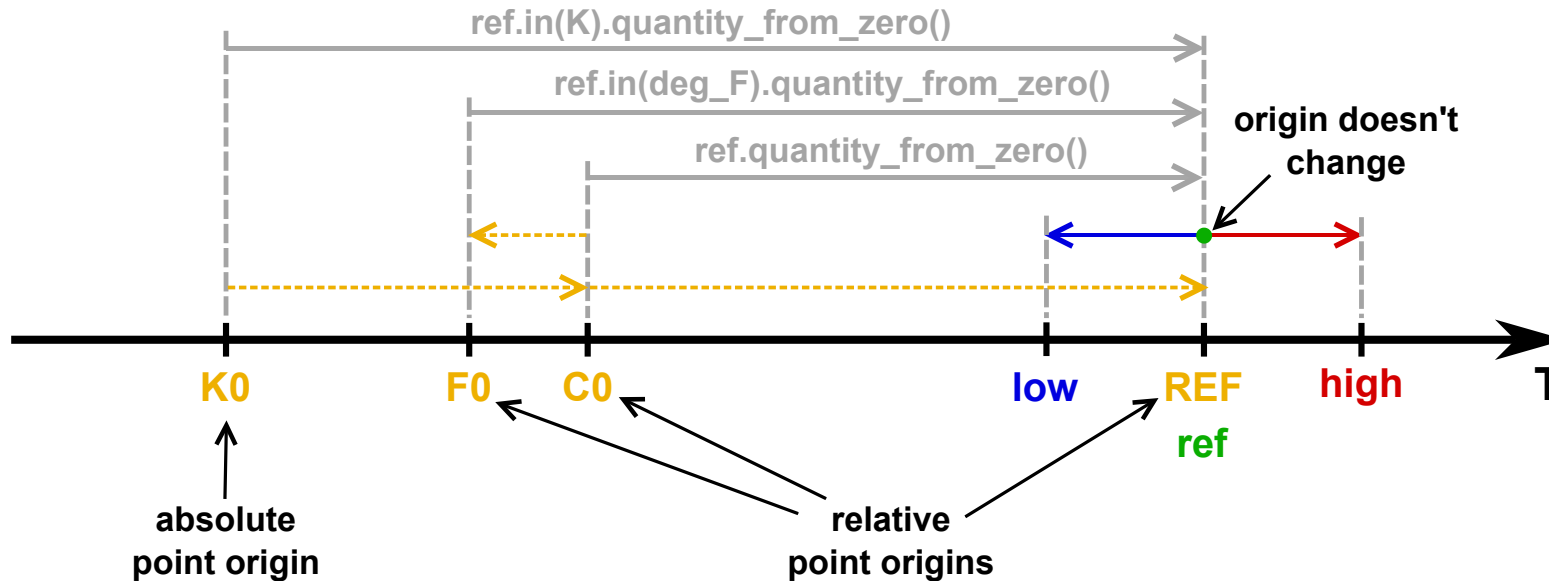 ref.in(K).quantity_from_zero()
ref.in(deg_F).quantity_from_zero()
ref.quantity_from_zero()
origin doesn't
change
K0 F0 C0 low REF high T
ref
absolute
point origin
relative
point origins